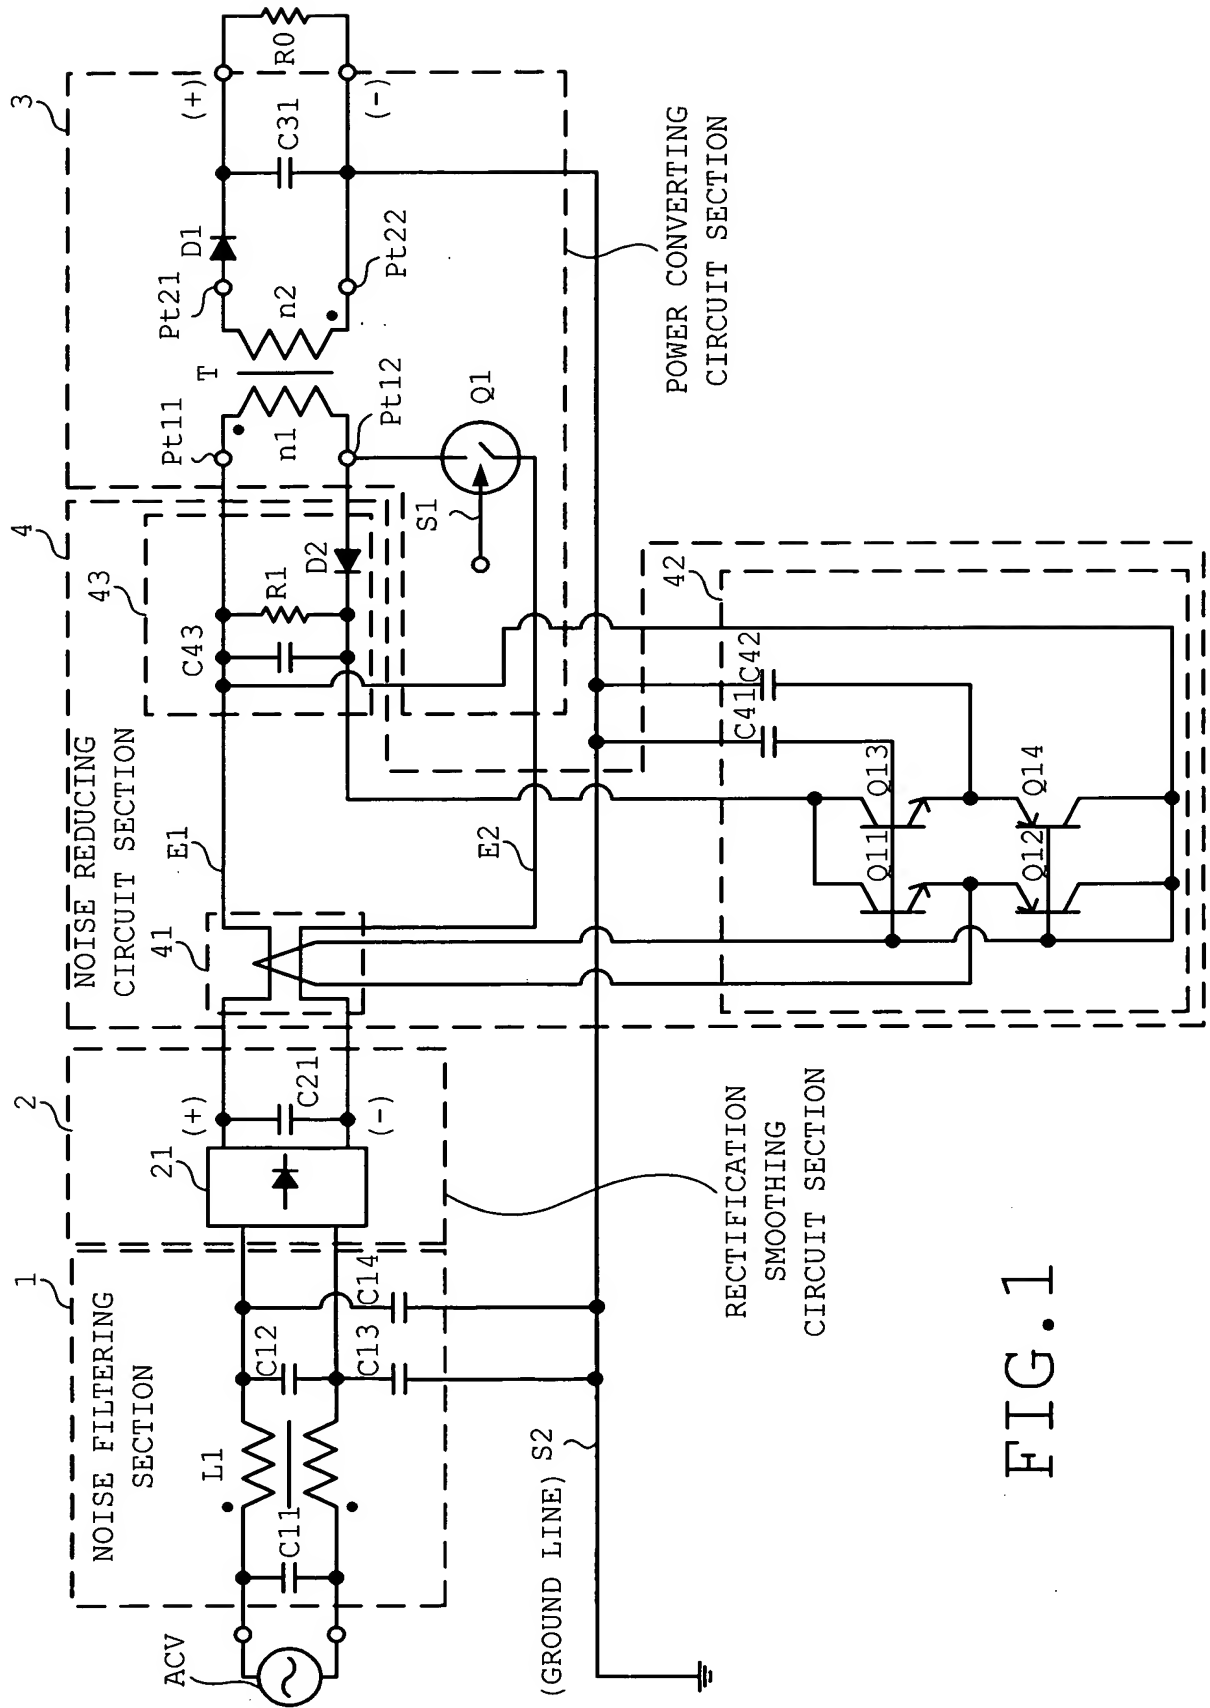 ACV
NOISE FILTERING
SECTION
1
C11
L1
C12
C13
C14
2
21
(+)
C21
(-)
RECTIFICATION
SMOOTHING
CIRCUIT SECTION
(GROUND LINE) S2
NOISE REDUCING
CIRCUIT SECTION
4
41
E1
E2
43
C43
R1
D2
42
C41
C42
Q11
Q13
Q12
Q14
3
Pt11
n1
Pt12
T
Pt21
n2
Pt22
S1
Q1
D1
C31
(+)
(-)
R0
POWER CONVERTING
CIRCUIT SECTION
FIG.1